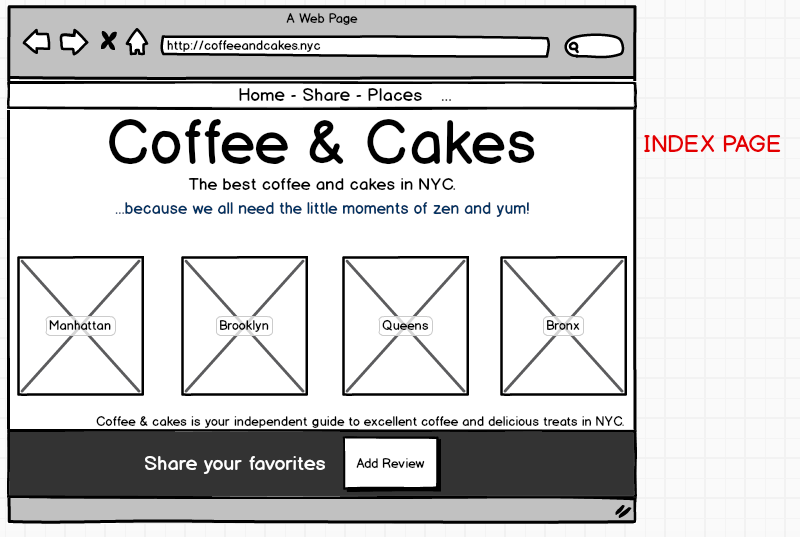 A Web Page
http://coffeeandcakes.nyc
Home - Share - Places ...
Coffee & Cakes
INDEX PAGE
The best coffee and cakes in NYC.
...because we all need the little moments of zen and yum!
Manhattan
Brooklyn
Queens
Bronx
Coffee & cakes is your independent guide to excellent coffee and delicious treats in NYC.
Share your favorites
Add Review